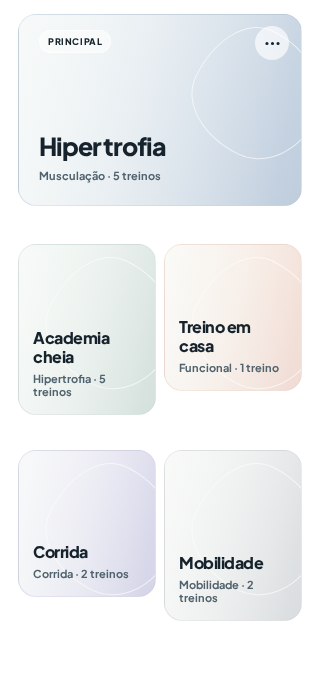 PRINCIPAL
Hipertrofia
Musculação · 5 treinos
Academia
cheia
Hipertrofia · 5
treinos
Treino em
casa
Funcional · 1 treino
Corrida
Corrida · 2 treinos
Mobilidade
Mobilidade · 2
treinos